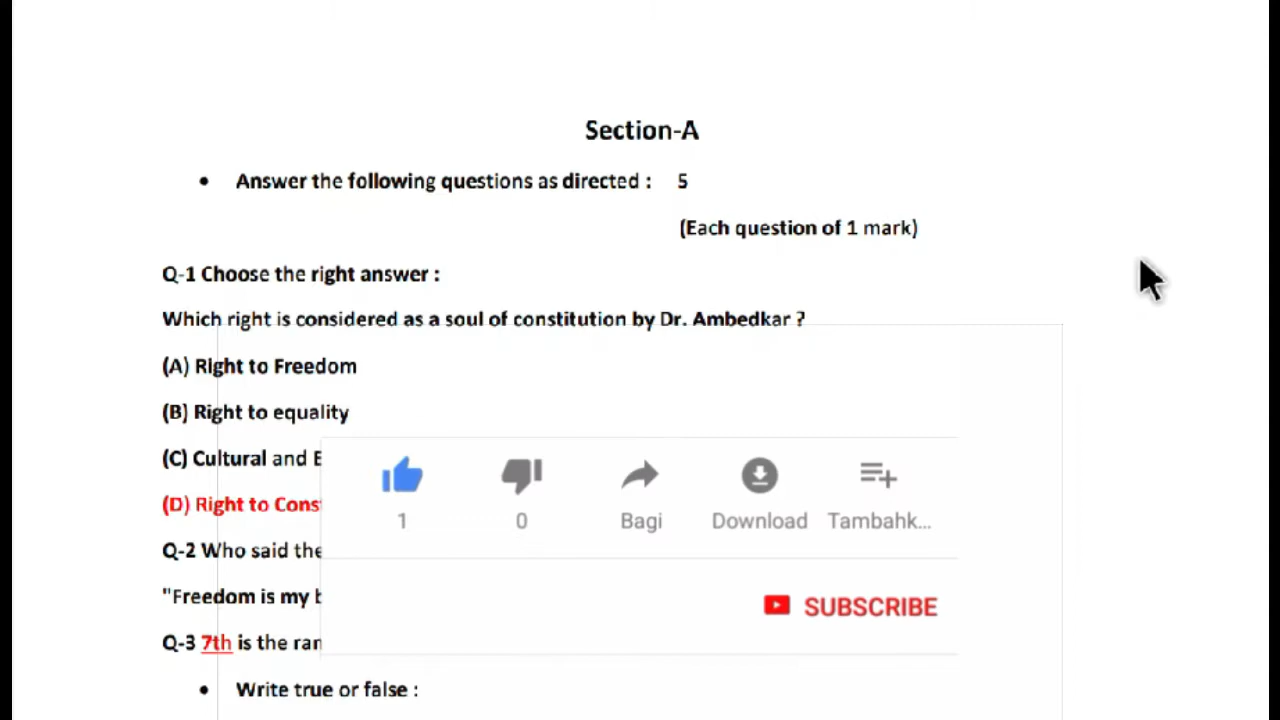 Section-A
• Answer the following questions as directed : 5
(Each question of 1 mark)
Q-1 Choose the right answer :
Which right is considered as a soul of constitution by Dr. Ambedkar ?
(A) Right to Freedom
(B) Right to equality
(C) Cultural and
(D) Right to
Q-2 Who said the
"Freedom is my
Q-3 7th is the
• Write true or false :
1
0
Bagi
Download
Tambahk...
SUBSCRIBE